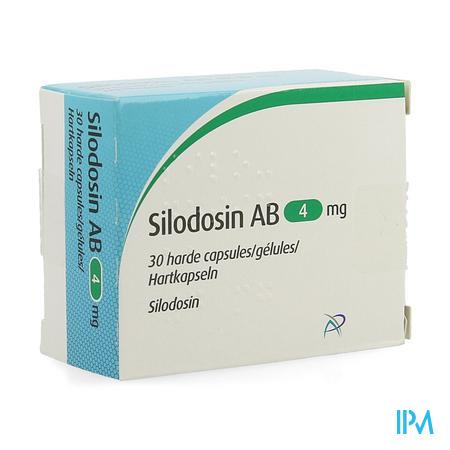 Silodosin AB 4 mg
30 harde capsules/gélules/
Hartkapseln
Silodosin
Silodosin AB 4 mg
30 harde capsules/gélules/
Hartkapseln
IPM